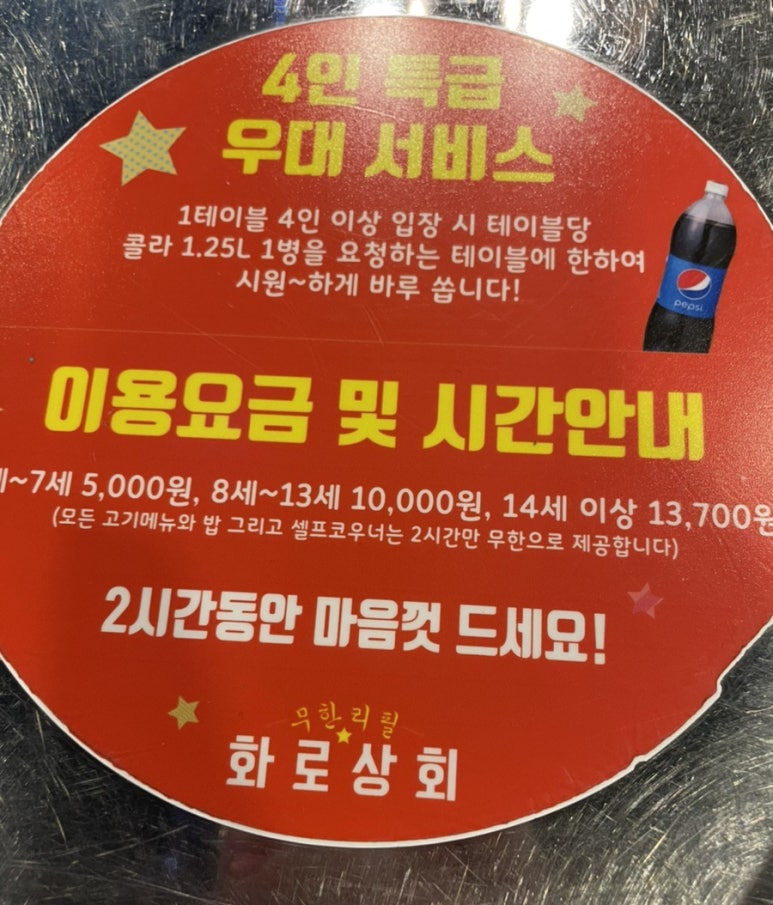 4인 특급
우대 서비스
1테이블 4인 이상 입장 시 테이블당
콜라 1.25L 1병을 요청하는 테이블에 한하여
시원~하게 바루 쏩니다!
pepsi
이용요금 및 시간안내
~7세 5,000원, 8세~13세 10,000원, 14세 이상 13,700원
(모든 고기메뉴와 밥 그리고 셀프코우너는 2시간만 무한으로 제공합니다)
2시간동안 마음껏 드세요!
무한리필
화로상회